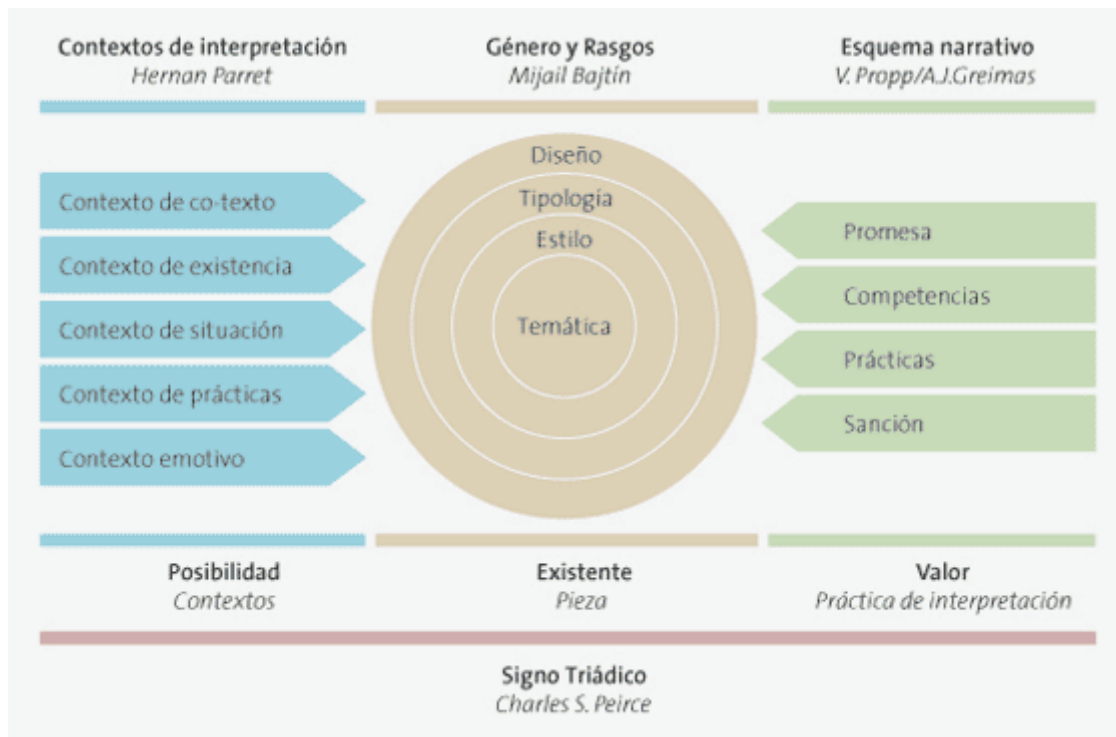 Contextos de interpretación
Hernan Parret
Género y Rasgos
Mijail Bajtín
Esquema narrativo
V. Propp/A.J.Greimas
Contexto de co-texto
Contexto de existencia
Contexto de situación
Contexto de prácticas
Contexto emotivo
Diseño
Tipología
Estilo
Temática
Promesa
Competencias
Prácticas
Sanción
Posibilidad
Contextos
Existente
Pieza
Valor
Práctica de interpretación
Signo Triádico
Charles S. Peirce